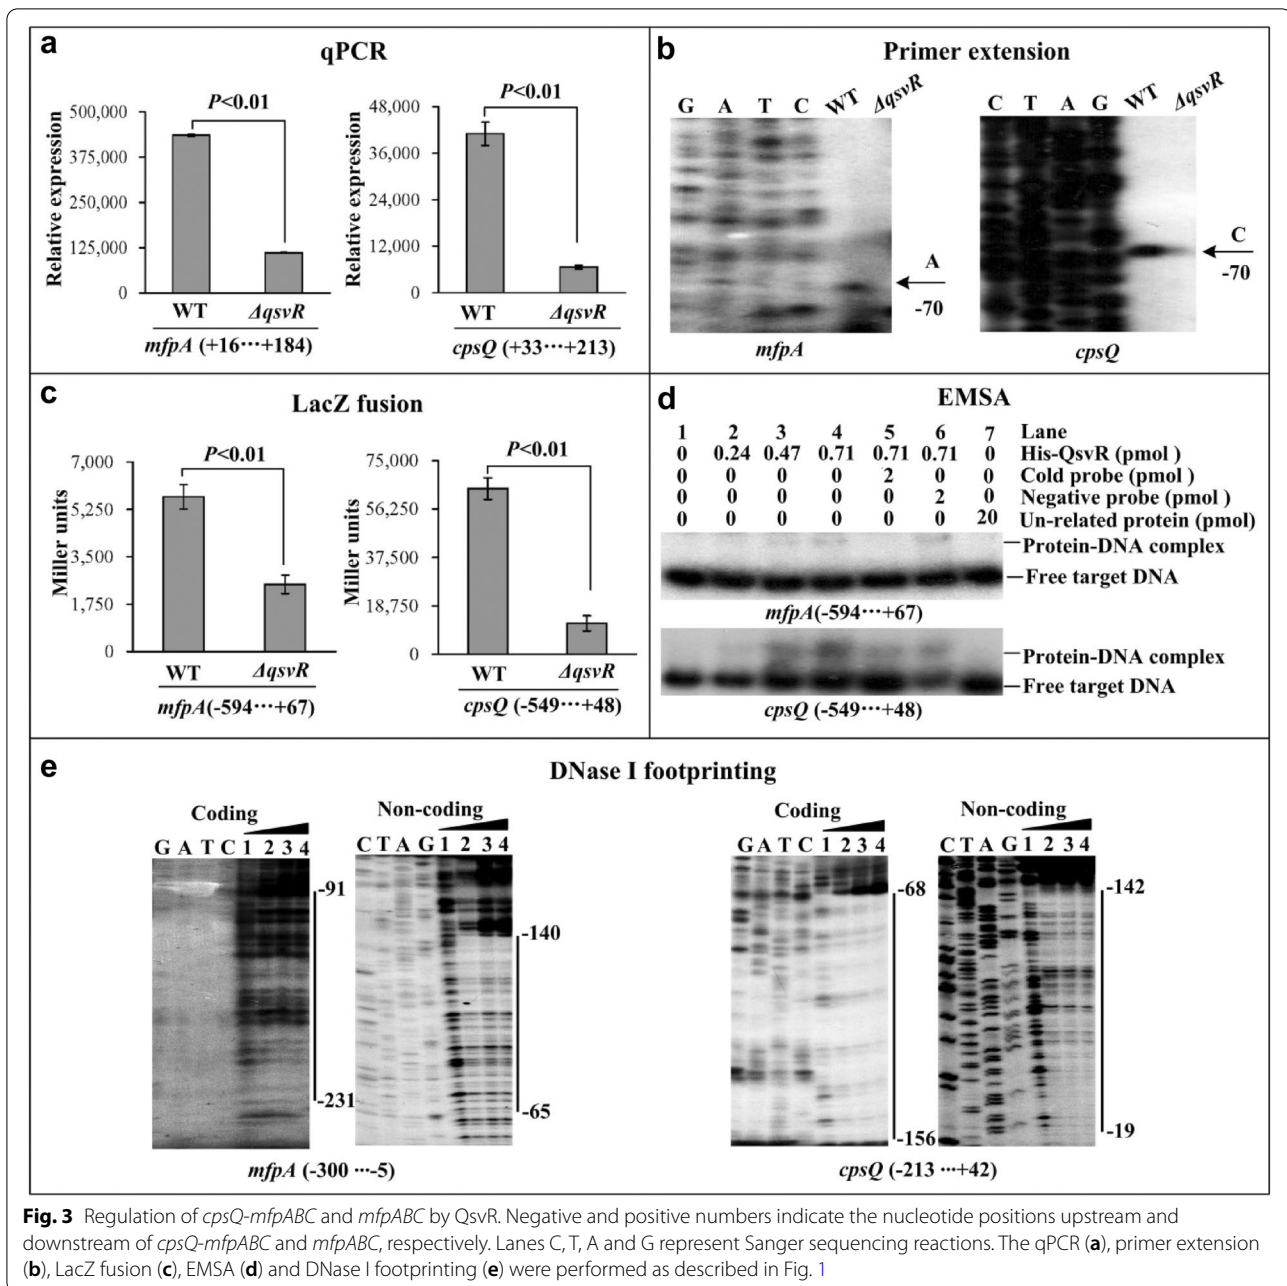 a
qPCR
500,000
375,000
250,000
125,000
0
Relative expression
P<0.01
WT ΔqsvR
mfpA (+16···+184)
48,000
36,000
24,000
12,000
0
Relative expression
P<0.01
WT ΔqsvR
cpsQ (+33···+213)
b
Primer extension
G A T C WT ΔqsvR
A
-70
mfpA
C T A G WT ΔqsvR
C
-70
cpsQ
c
LacZ fusion
7,000
5,250
3,500
1,750
0
Miller units
P<0.01
WT ΔqsvR
mfpA(-594···+67)
75,000
56,250
37,500
18,750
0
Miller units
P<0.01
WT ΔqsvR
cpsQ (-549···+48)
d
EMSA
1 2 3 4 5 6 7 Lane
0 0.24 0.47 0.71 0.71 0.71 0 His-QsvR (pmol )
0 0 0 0 2 0 0 Cold probe (pmol )
0 0 0 0 0 2 0 Negative probe (pmol )
0 0 0 0 0 0 20 Un-related protein (pmol)
Protein-DNA complex
Free target DNA
mfpA(-594···+67)
Protein-DNA complex
Free target DNA
cpsQ (-549···+48)
e
DNase I footprinting
Coding
G A T C 1 2 3 4
-91
-231
Non-coding
C T A G 1 2 3 4
-140
-65
mfpA (-300 ···-5)
Coding
G A T C 1 2 3 4
-68
-156
Non-coding
C T A G 1 2 3 4
-142
-19
cpsQ (-213 ···+42)
Fig. 3 Regulation of cpsQ-mfpABC and mfpABC by QsvR. Negative and positive numbers indicate the nucleotide positions upstream and
downstream of cpsQ-mfpABC and mfpABC, respectively. Lanes C, T, A and G represent Sanger sequencing reactions. The qPCR (a), primer extension
(b), LacZ fusion (c), EMSA (d) and DNase I footprinting (e) were performed as described in Fig. 1